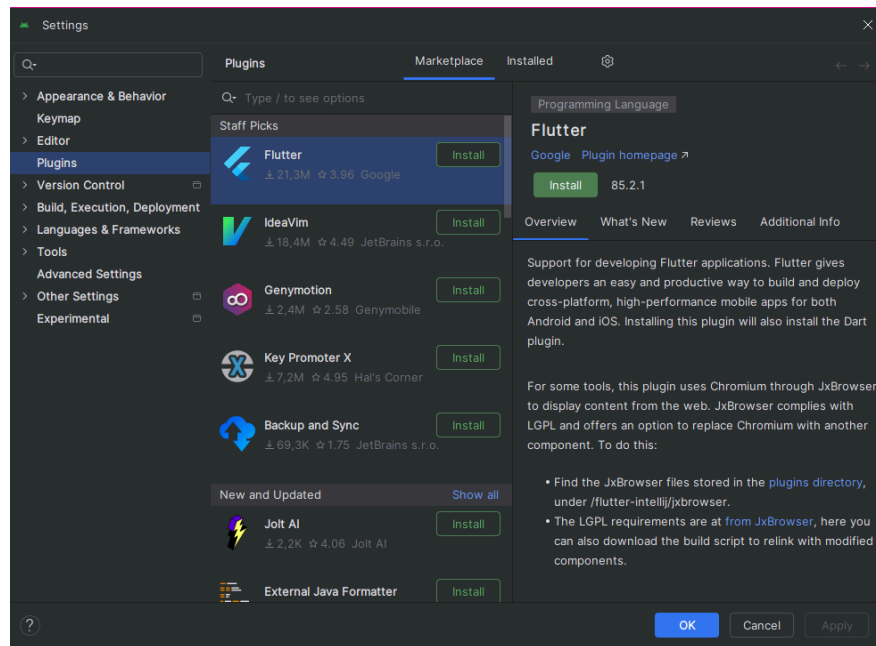 Settings
Appearance & Behavior
Keymap
Editor
Plugins
Version Control
Build, Execution, Deployment
Languages & Frameworks
Tools
Advanced Settings
Other Settings
Experimental
Plugins
Marketplace
Installed
Type / to see options
Staff Picks
Flutter
21,3M 3.96 Google
Install
IdeaVim
18,4M 4.49 JetBrains s.r.o.
Install
Genymotion
2,4M 2.58 Genymobile
Install
Key Promoter X
7,2M 4.95 Hal's Corner
Install
Backup and Sync
69,3K 1.75 JetBrains s.r.o.
Install
New and Updated
Show all
Jolt AI
2,2K 4.06 Jolt AI
Install
External Java Formatter
Install
Programming Language
Flutter
Google Plugin homepage ↗
Install 85.2.1
Overview What's New Reviews Additional Info
Support for developing Flutter applications. Flutter gives
developers an easy and productive way to build and deploy
cross-platform, high-performance mobile apps for both
Android and iOS. Installing this plugin will also install the Dart
plugin.
For some tools, this plugin uses Chromium through JxBrowser
to display content from the web. JxBrowser complies with
LGPL and offers an option to replace Chromium with another
component. To do this:
• Find the JxBrowser files stored in the plugins directory,
under /flutter-intellij/jxbrowser.
• The LGPL requirements are at from JxBrowser, here you
can also download the build script to relink with modified
components.
?
OK
Cancel
Apply